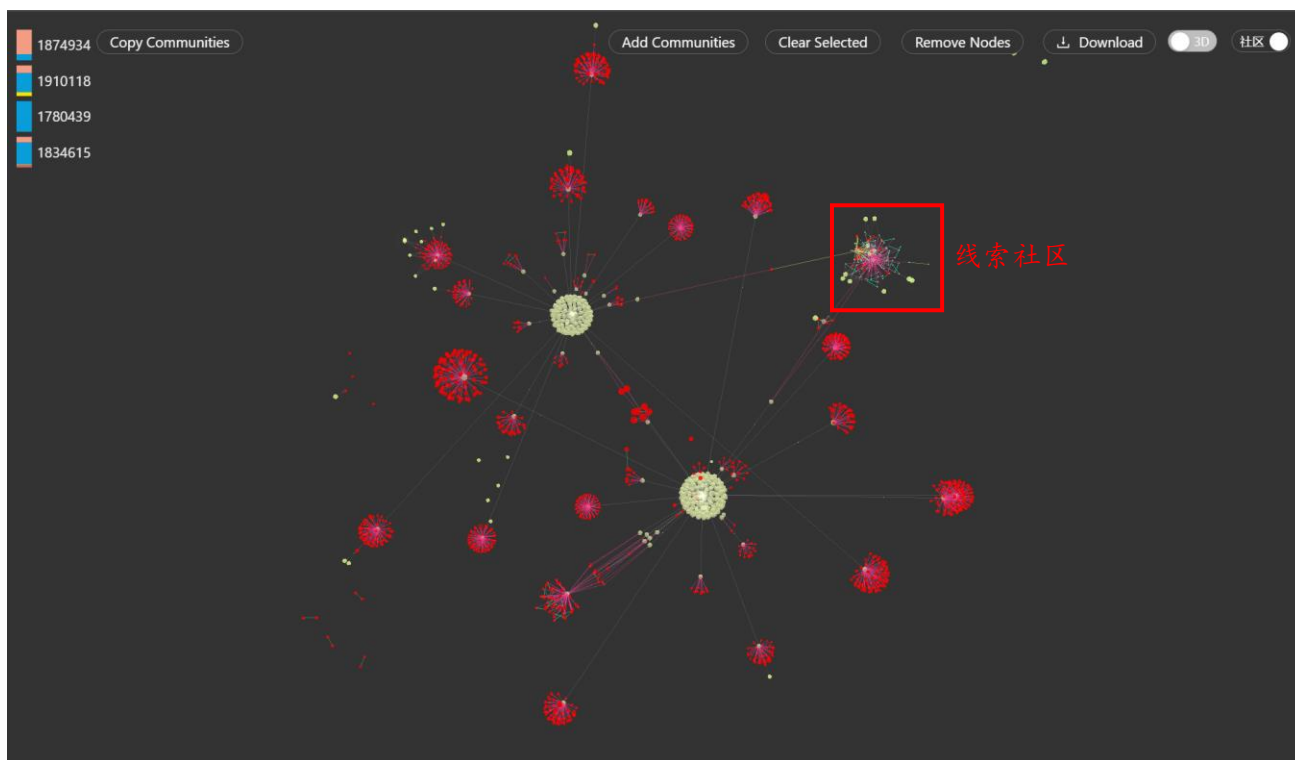 1874934
Copy Communities
Add Communities
Clear Selected
Remove Nodes
Download
3D
社区
1910118
1780439
1834615
线索社区